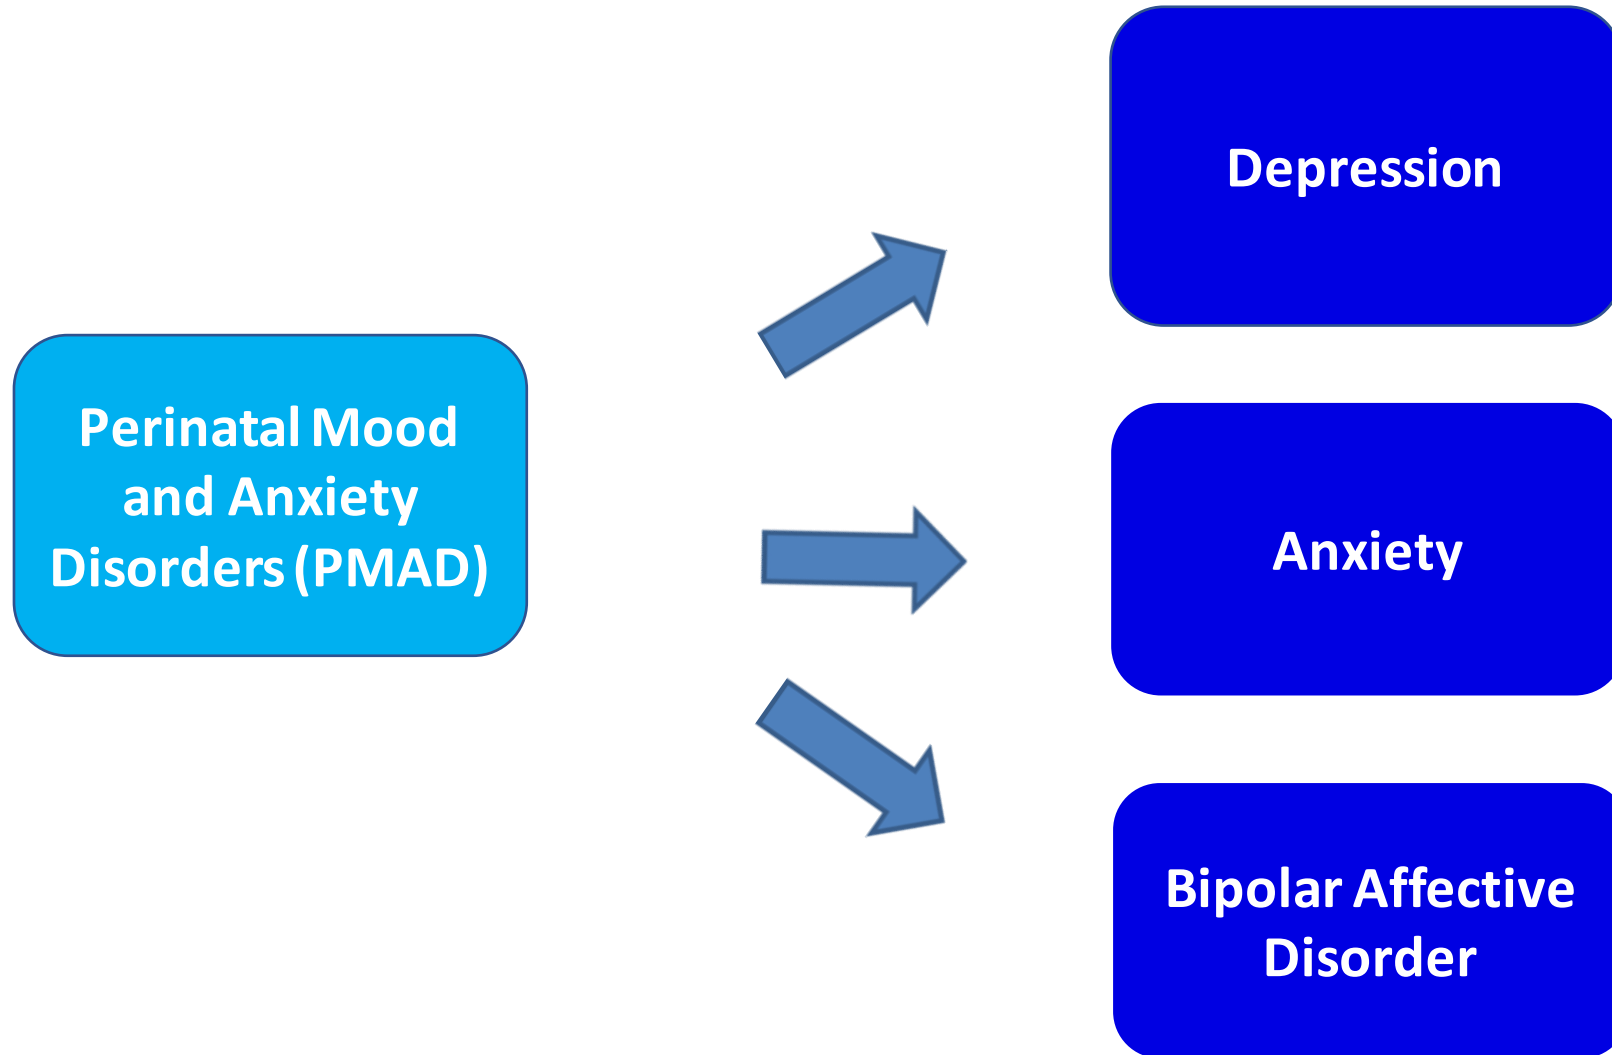 Perinatal Mood
and Anxiety
Disorders (PMAD)
Depression
Anxiety
Bipolar Affective
Disorder